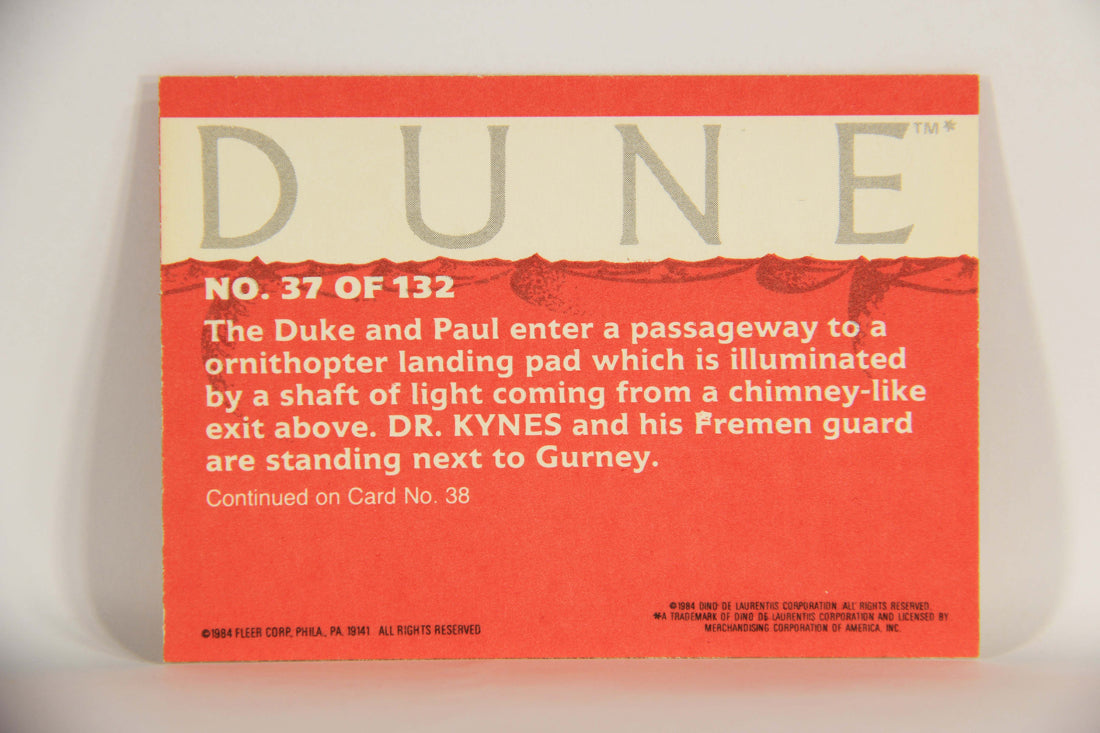 DUNE™*
NO. 37 OF 132
The Duke and Paul enter a passageway to a
ornithopter landing pad which is illuminated
by a shaft of light coming from a chimney-like
exit above. DR. KYNES and his Fremen guard
are standing next to Gurney.
Continued on Card No. 38
©1984 FLEER CORP., PHILA., PA. 19141 ALL RIGHTS RESERVED
©1984 DINO DE LAURENTIIS CORPORATION. ALL RIGHTS RESERVED.
*A TRADEMARK OF DINO DE LAURENTIIS CORPORATION AND LICENSED BY
MERCHANDISING CORPORATION OF AMERICA, INC.